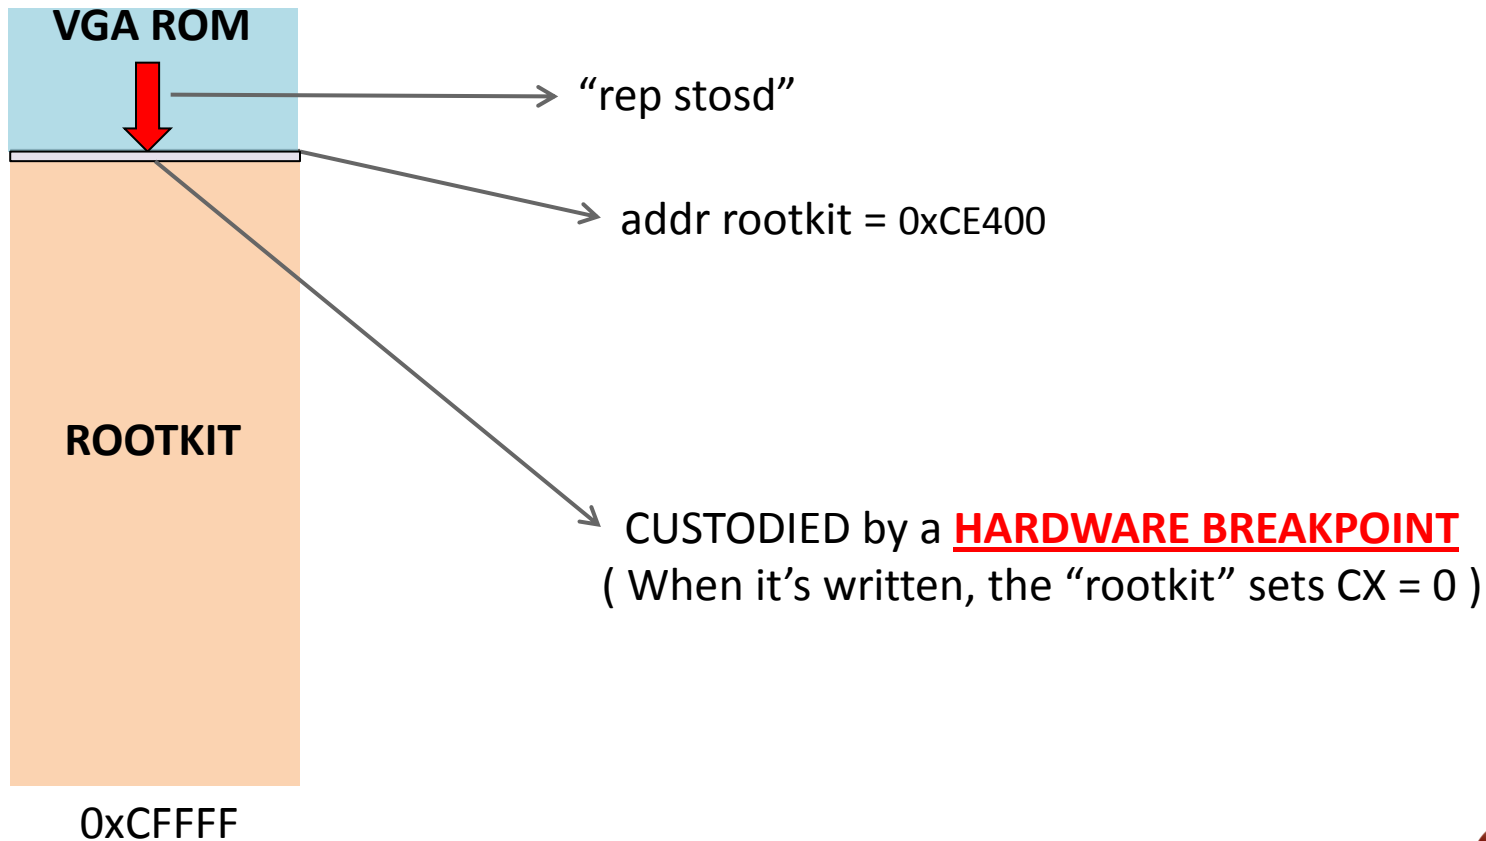 VGA ROM
“rep stosd”
addr rootkit = 0xCE400
ROOTKIT
CUSTODIED by a HARDWARE BREAKPOINT
( When it’s written, the “rootkit” sets CX = 0 )
0xCFFFF